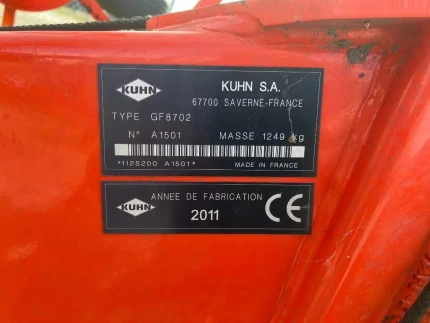 KUHN
KUHN S.A.
67700 SAVERNE-FRANCE
TYPE GF8702
N° A1501 MASSE 1249 kg
*1125200 A1501* MADE IN FRANCE
KUHN
ANNEE DE FABRICATION
2011
CE